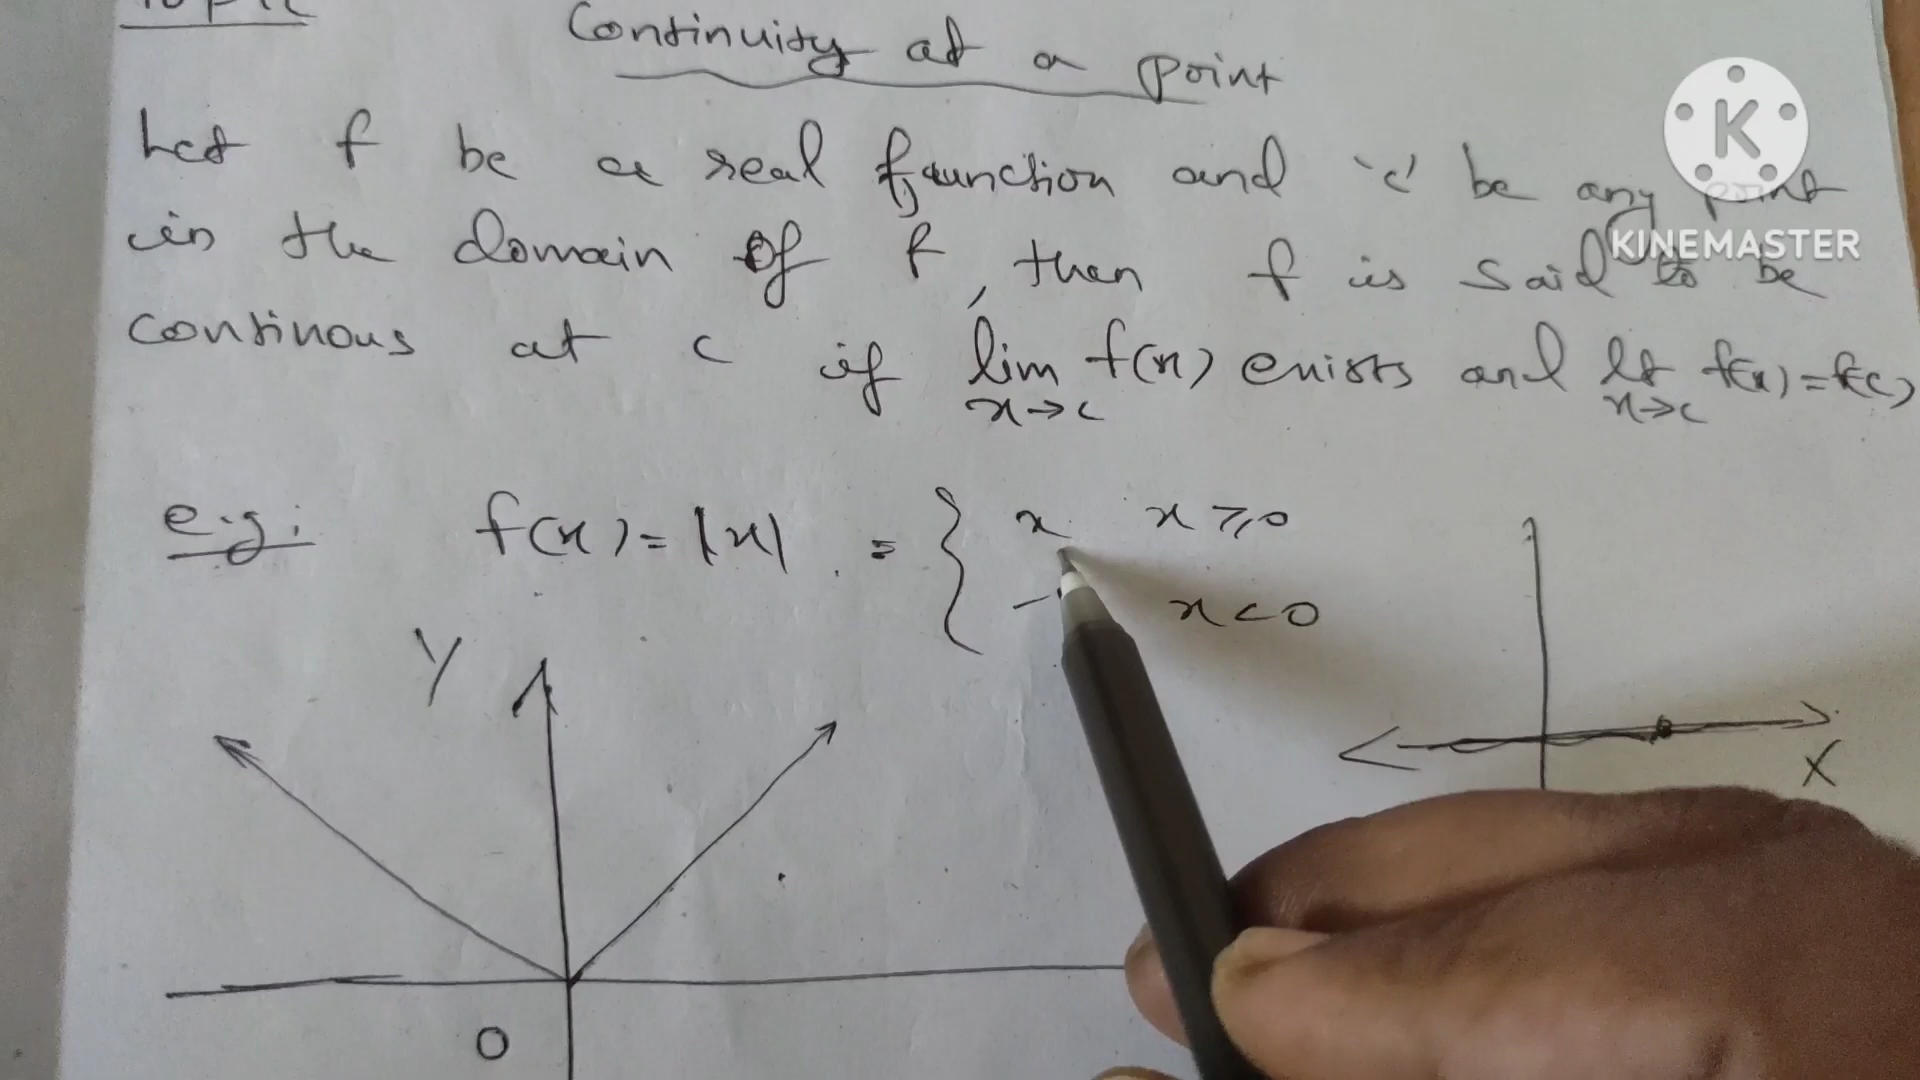 Topic
Continuity at a point
Let f be a real function and 'c' be any point
in the domain of f, then f is said to be
continous at c if lim f(x) exists and lt f(x) = f(c)
x→c x→c
e.g: f(x) = |x| = { x x ≥ 0
- x < 0
Y
X
O
K
KINEMASTER